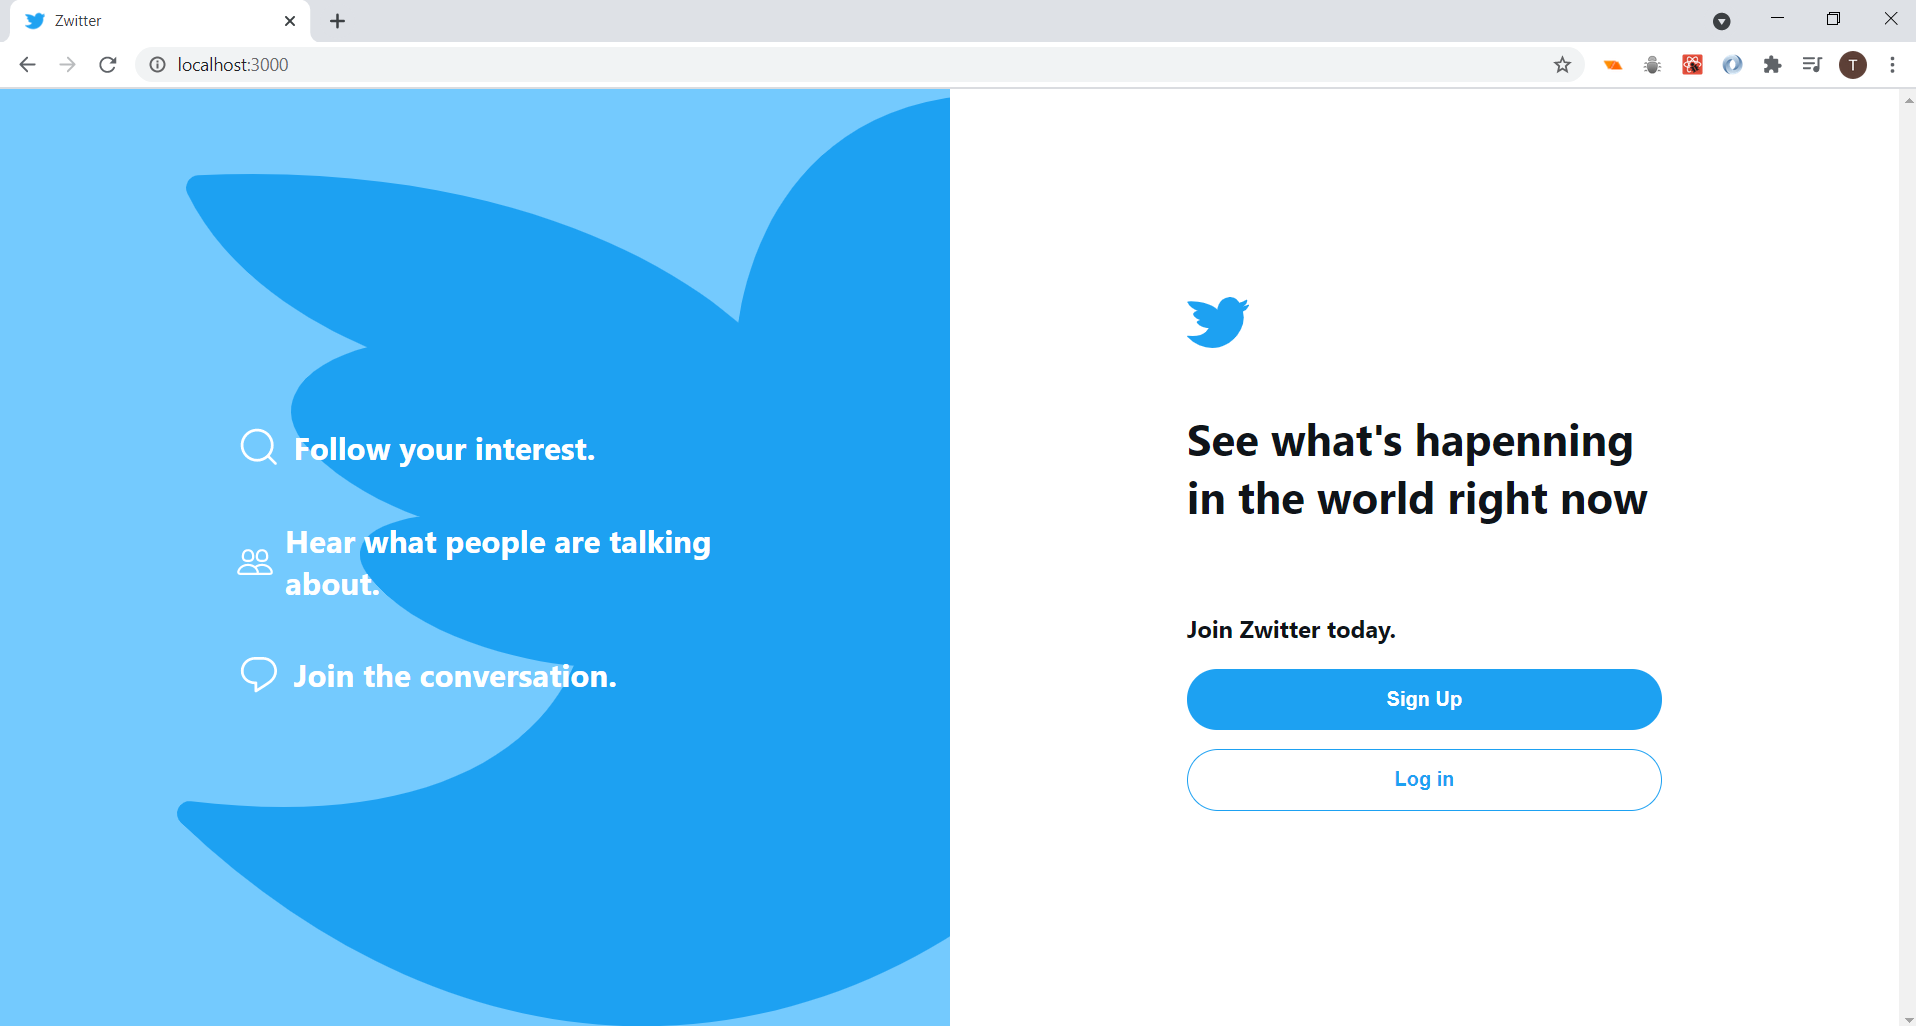 Zwitter
localhost:3000
T
Follow your interest.
Hear what people are talking
about.
Join the conversation.
See what's hapenning
in the world right now
Join Zwitter today.
Sign Up
Log in